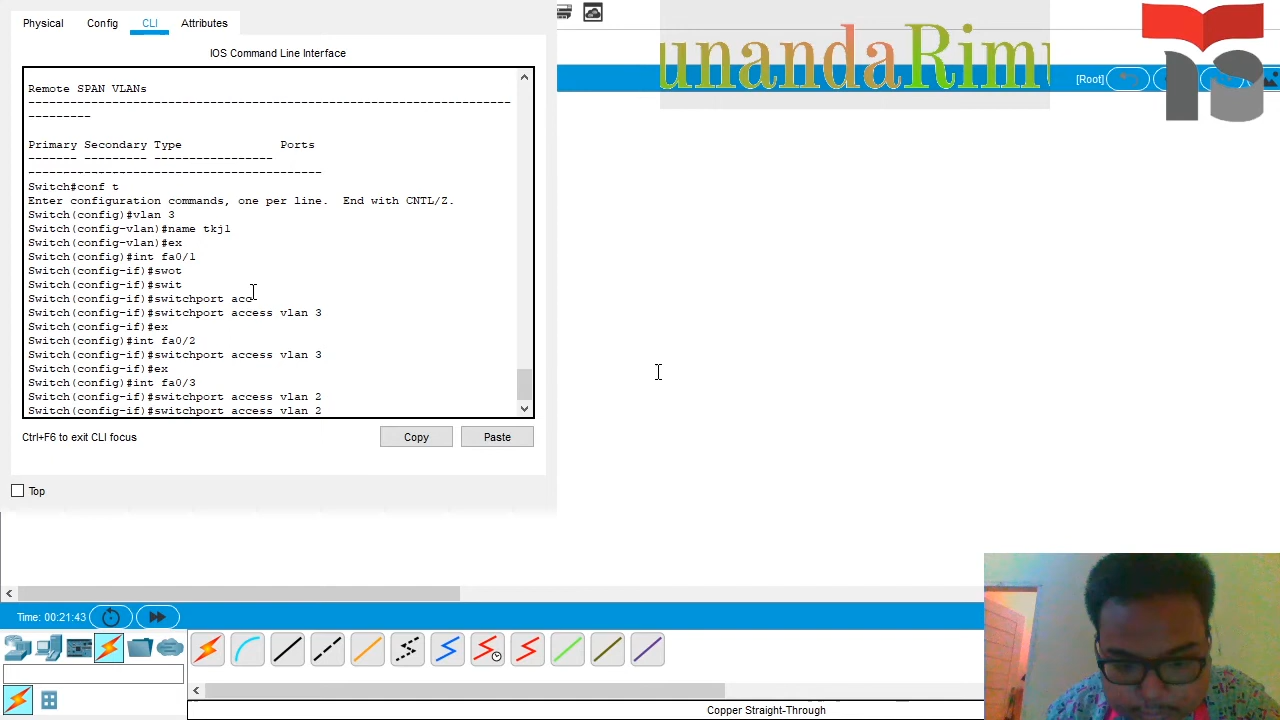 Physical Config CLI Attributes
IOS Command Line Interface
Remote SPAN VLANs
------------------------------------------------------------------------------
Primary Secondary Type Ports
------- --------- ----------------- ------------------------------------------
Switch#conf t
Enter configuration commands, one per line. End with CNTL/Z.
Switch(config)#vlan 3
Switch(config-vlan)#name tkj1
Switch(config-vlan)#ex
Switch(config)#int fa0/1
Switch(config-if)#swot
Switch(config-if)#swit
Switch(config-if)#switchport acc
Switch(config-if)#switchport access vlan 3
Switch(config-if)#ex
Switch(config)#int fa0/2
Switch(config-if)#switchport access vlan 3
Switch(config-if)#ex
Switch(config)#int fa0/3
Switch(config-if)#switchport access vlan 2
Switch(config-if)#switchport access vlan 2
Ctrl+F6 to exit CLI focus
Copy Paste
Top
unandaRim
[Root]
Time: 00:21:43
Copper Straight-Through